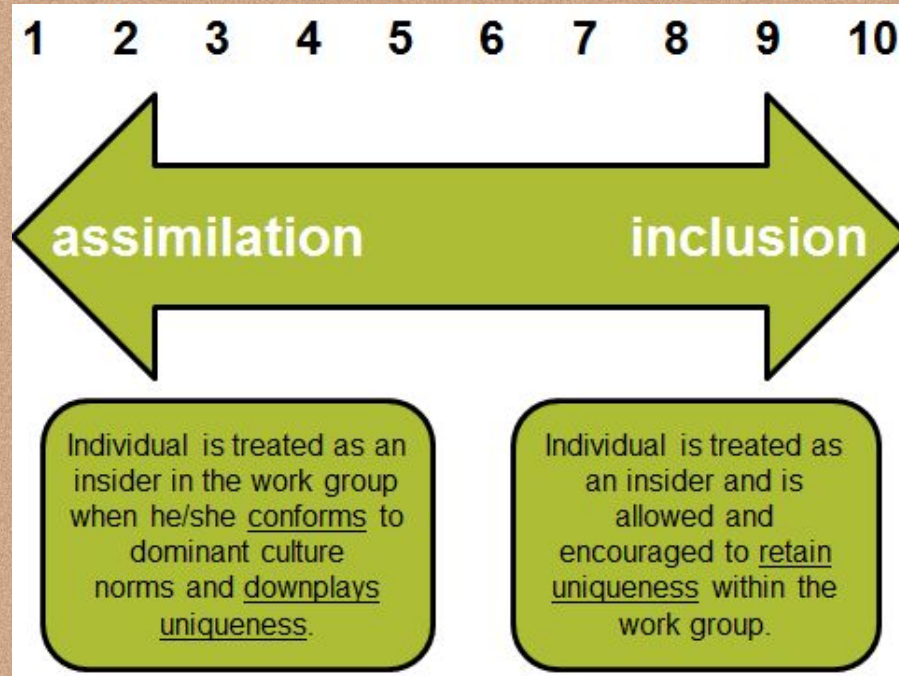 1 2 3 4 5 6 7 8 9 10
assimilation inclusion
Individual is treated as an
insider in the work group
when he/she conforms to
dominant culture
norms and downplays
uniqueness.
Individual is treated as
an insider and is
allowed and
encouraged to retain
uniqueness within the
work group.